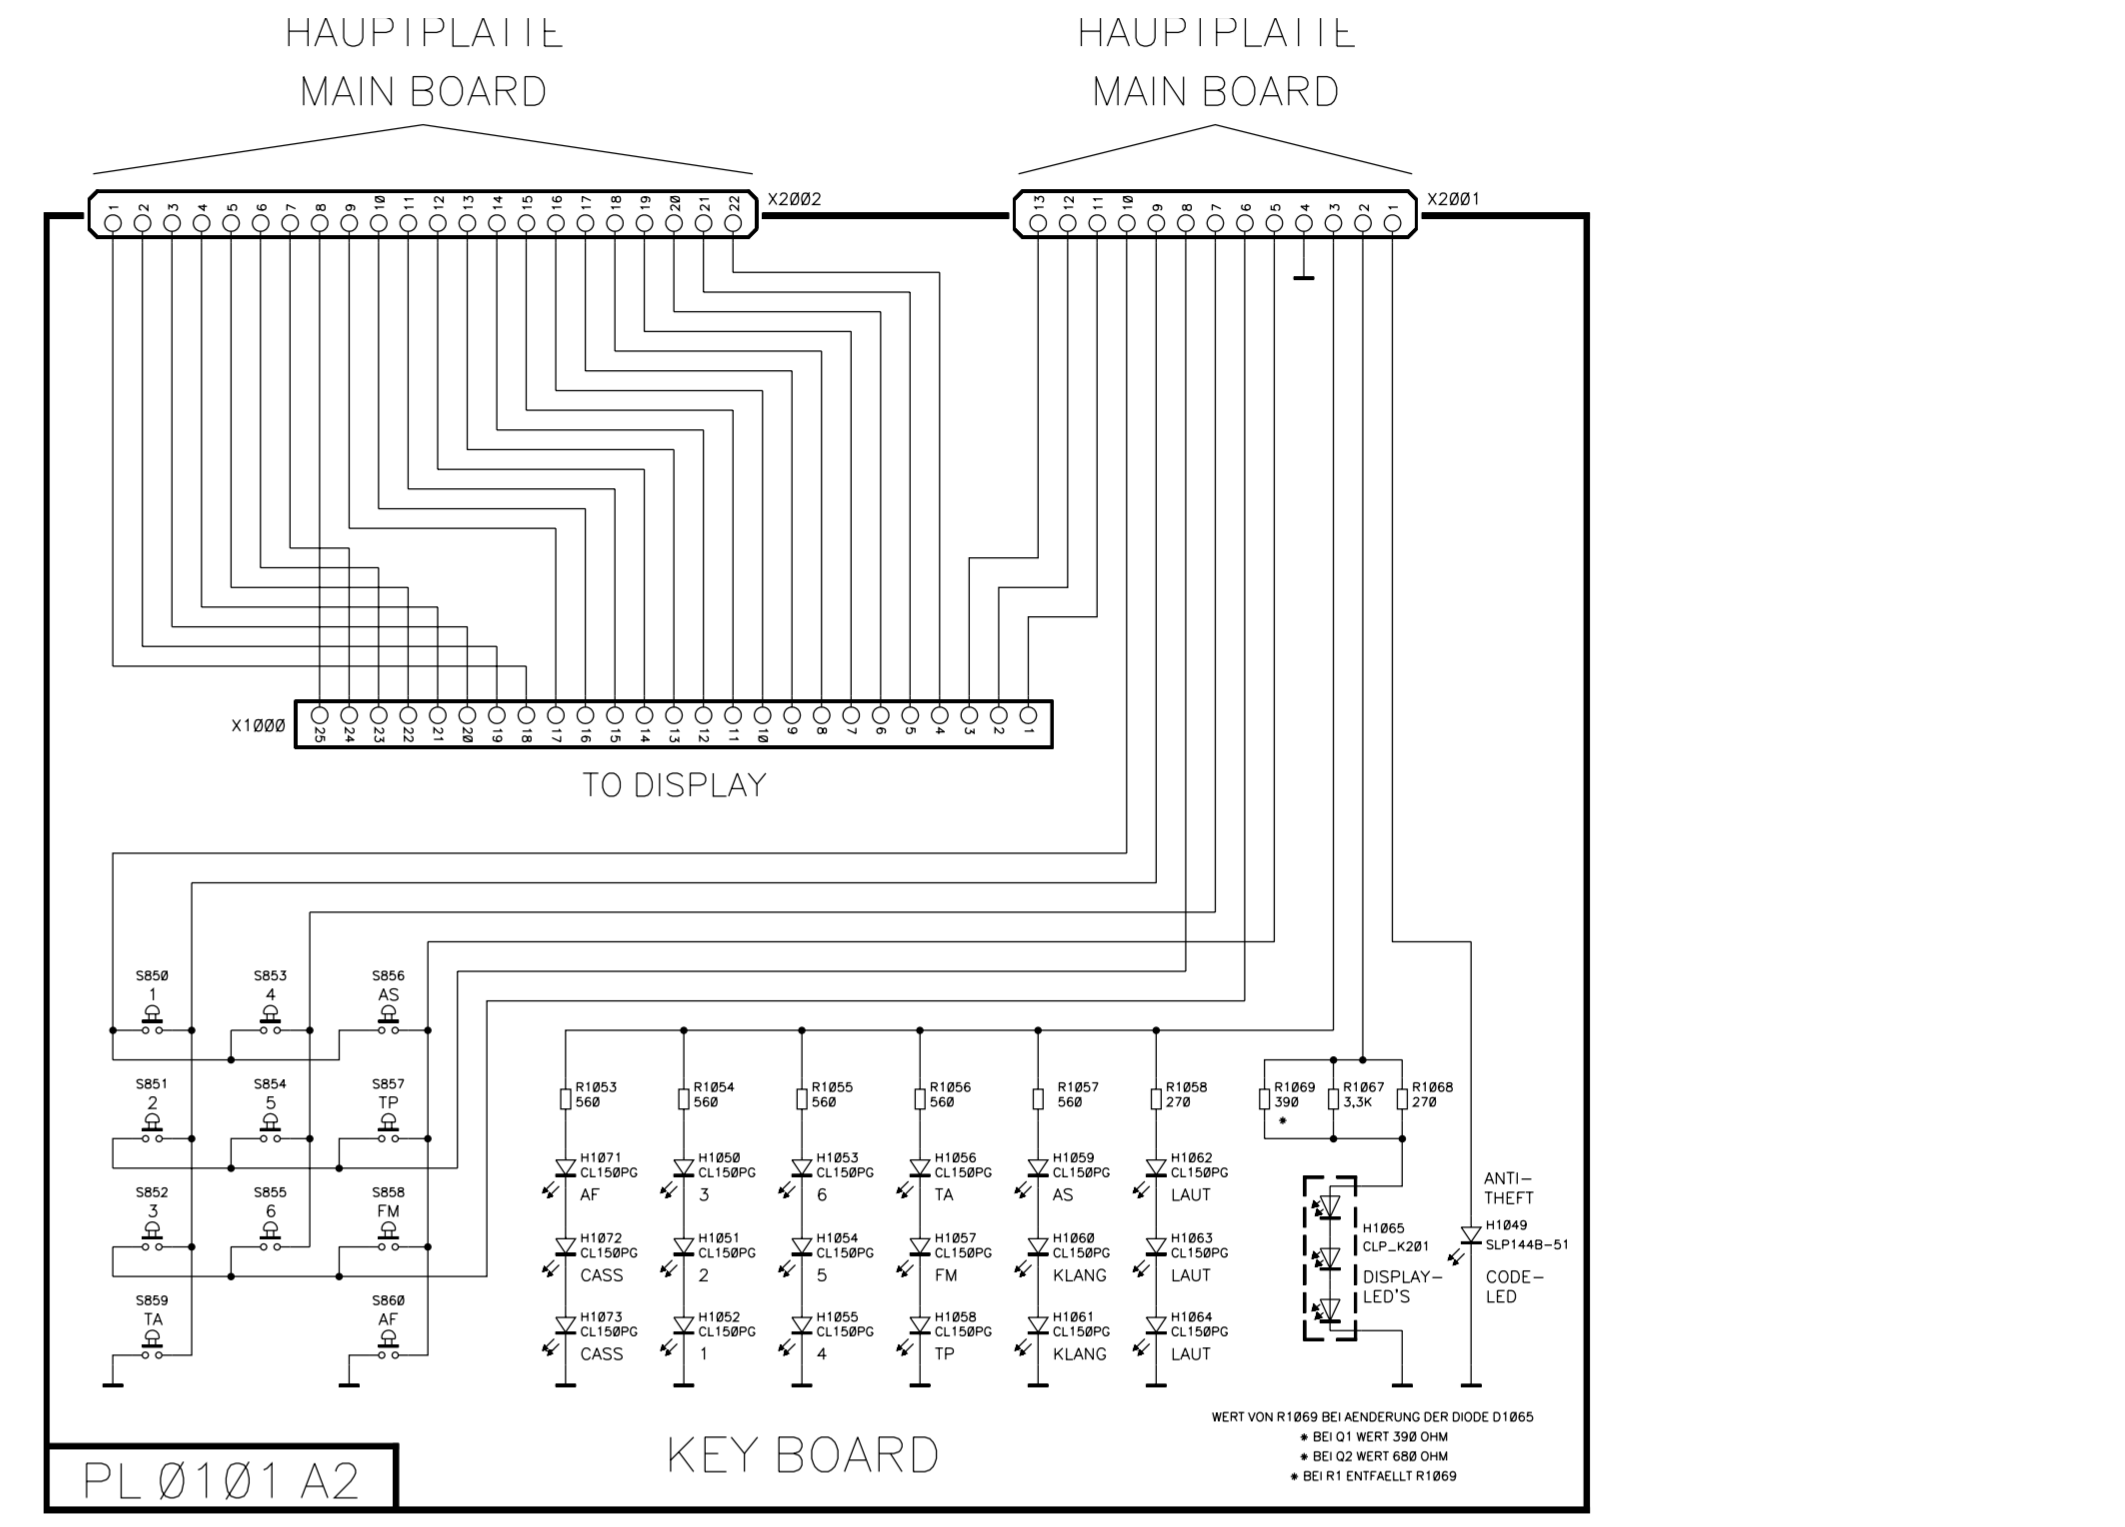 HAUPTPLATTE
MAIN BOARD
HAUPTPLATTE
MAIN BOARD
1 2 3 4 5 6 7 8 9 1Ø 11 12 13 14 15 16 17 18 19 2Ø 21 22
X2ØØ2
13 12 11 1Ø 9 8 7 6 5 4 3 2 1
X2ØØ1
X1ØØØ
25 24 23 22 21 2Ø 19 18 17 16 15 14 13 12 11 1Ø 9 8 7 6 5 4 3 2 1
TO DISPLAY
S85Ø
1
S853
4
S856
AS
S851
2
S854
5
S857
TP
S852
3
S855
6
S858
FM
S859
TA
S86Ø
AF
R1Ø53
56Ø
R1Ø54
56Ø
R1Ø55
56Ø
R1Ø56
56Ø
R1Ø57
56Ø
R1Ø58
27Ø
R1Ø69
39Ø
*
R1Ø67
3,3K
R1Ø68
27Ø
H1Ø71
CL15ØPG
AF
H1Ø5Ø
CL15ØPG
3
H1Ø53
CL15ØPG
6
H1Ø56
CL15ØPG
TA
H1Ø59
CL15ØPG
AS
H1Ø62
CL15ØPG
LAUT
H1Ø72
CL15ØPG
CASS
H1Ø51
CL15ØPG
2
H1Ø54
CL15ØPG
5
H1Ø57
CL15ØPG
FM
H1Ø6Ø
CL15ØPG
KLANG
H1Ø63
CL15ØPG
LAUT
H1Ø73
CL15ØPG
CASS
H1Ø52
CL15ØPG
1
H1Ø55
CL15ØPG
4
H1Ø58
CL15ØPG
TP
H1Ø61
CL15ØPG
KLANG
H1Ø64
CL15ØPG
LAUT
H1Ø65
CLP_K2Ø1
DISPLAY-
LED'S
ANTI-
THEFT
H1Ø49
SLP144B-51
CODE-
LED
WERT VON R1Ø69 BEI AENDERUNG DER DIODE D1Ø65
* BEI Q1 WERT 39Ø OHM
* BEI Q2 WERT 68Ø OHM
* BEI R1 ENTFAELLT R1Ø69
KEY BOARD
PL Ø1Ø1 A2